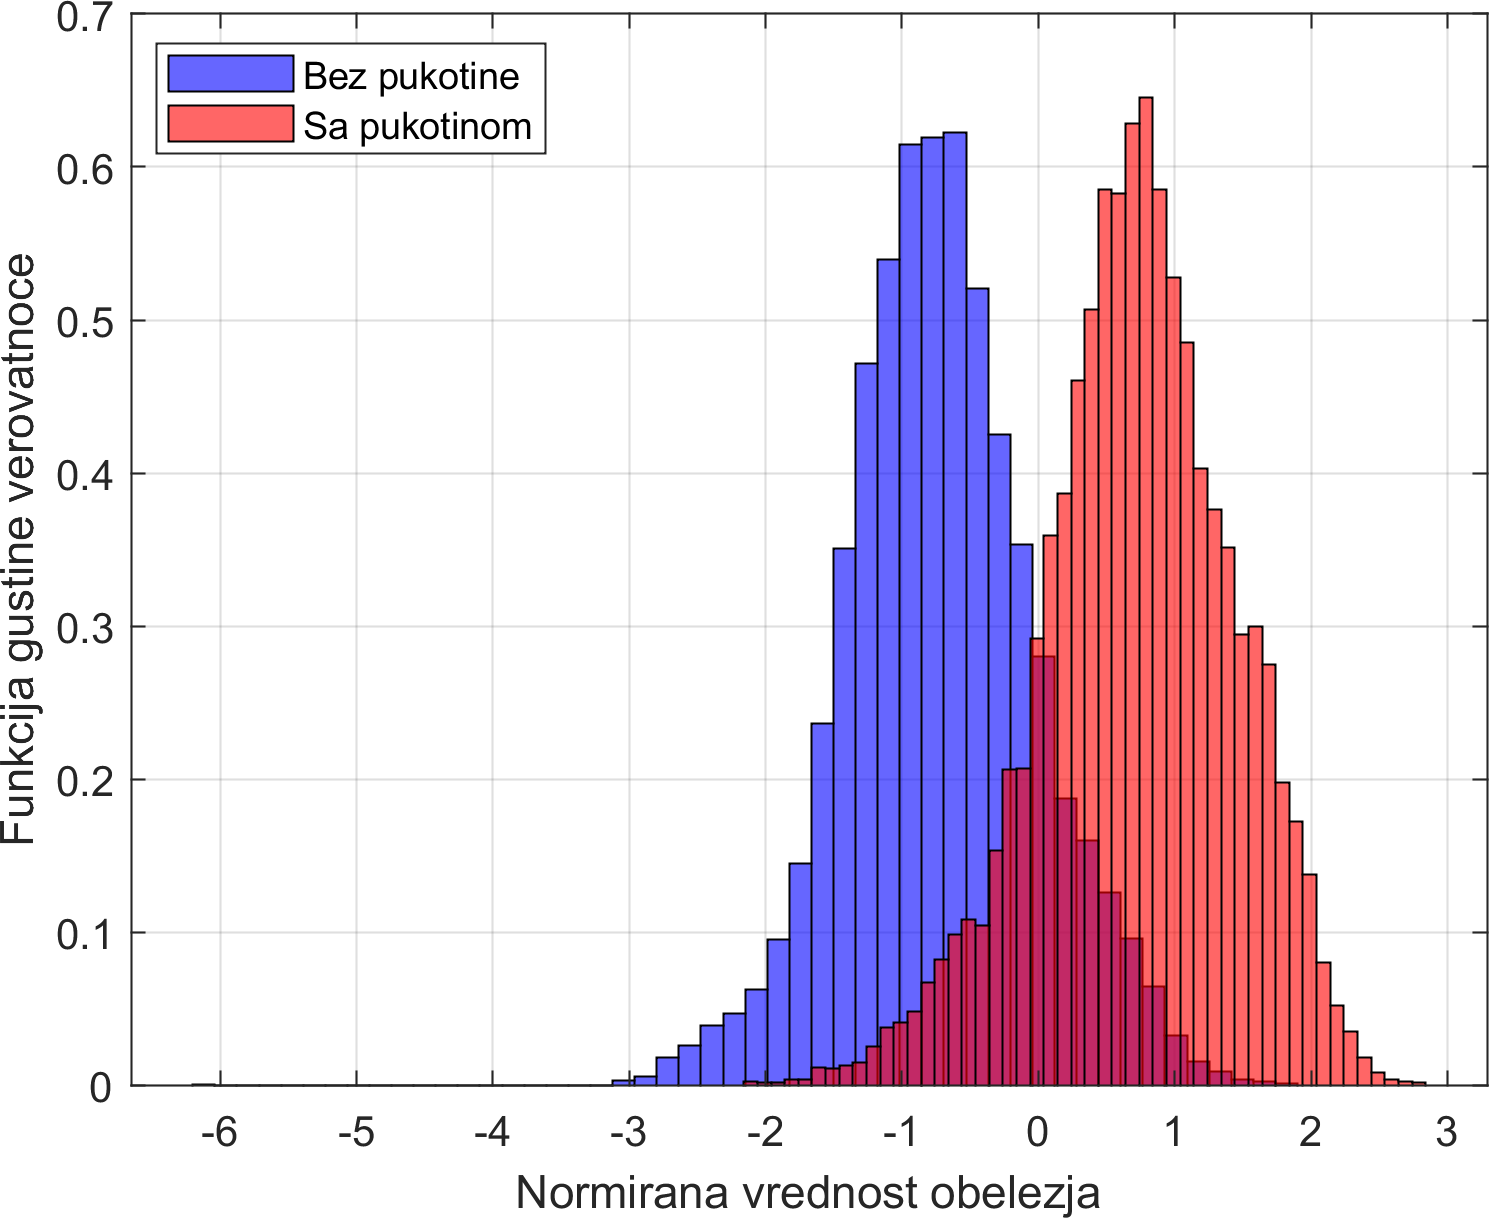 Bez pukotine
Sa pukotinom
Funkcija gustine verovatnoce
0.7
0.6
0.5
0.4
0.3
0.2
0.1
0
-6 -5 -4 -3 -2 -1 0 1 2 3
Normirana vrednost obelezja